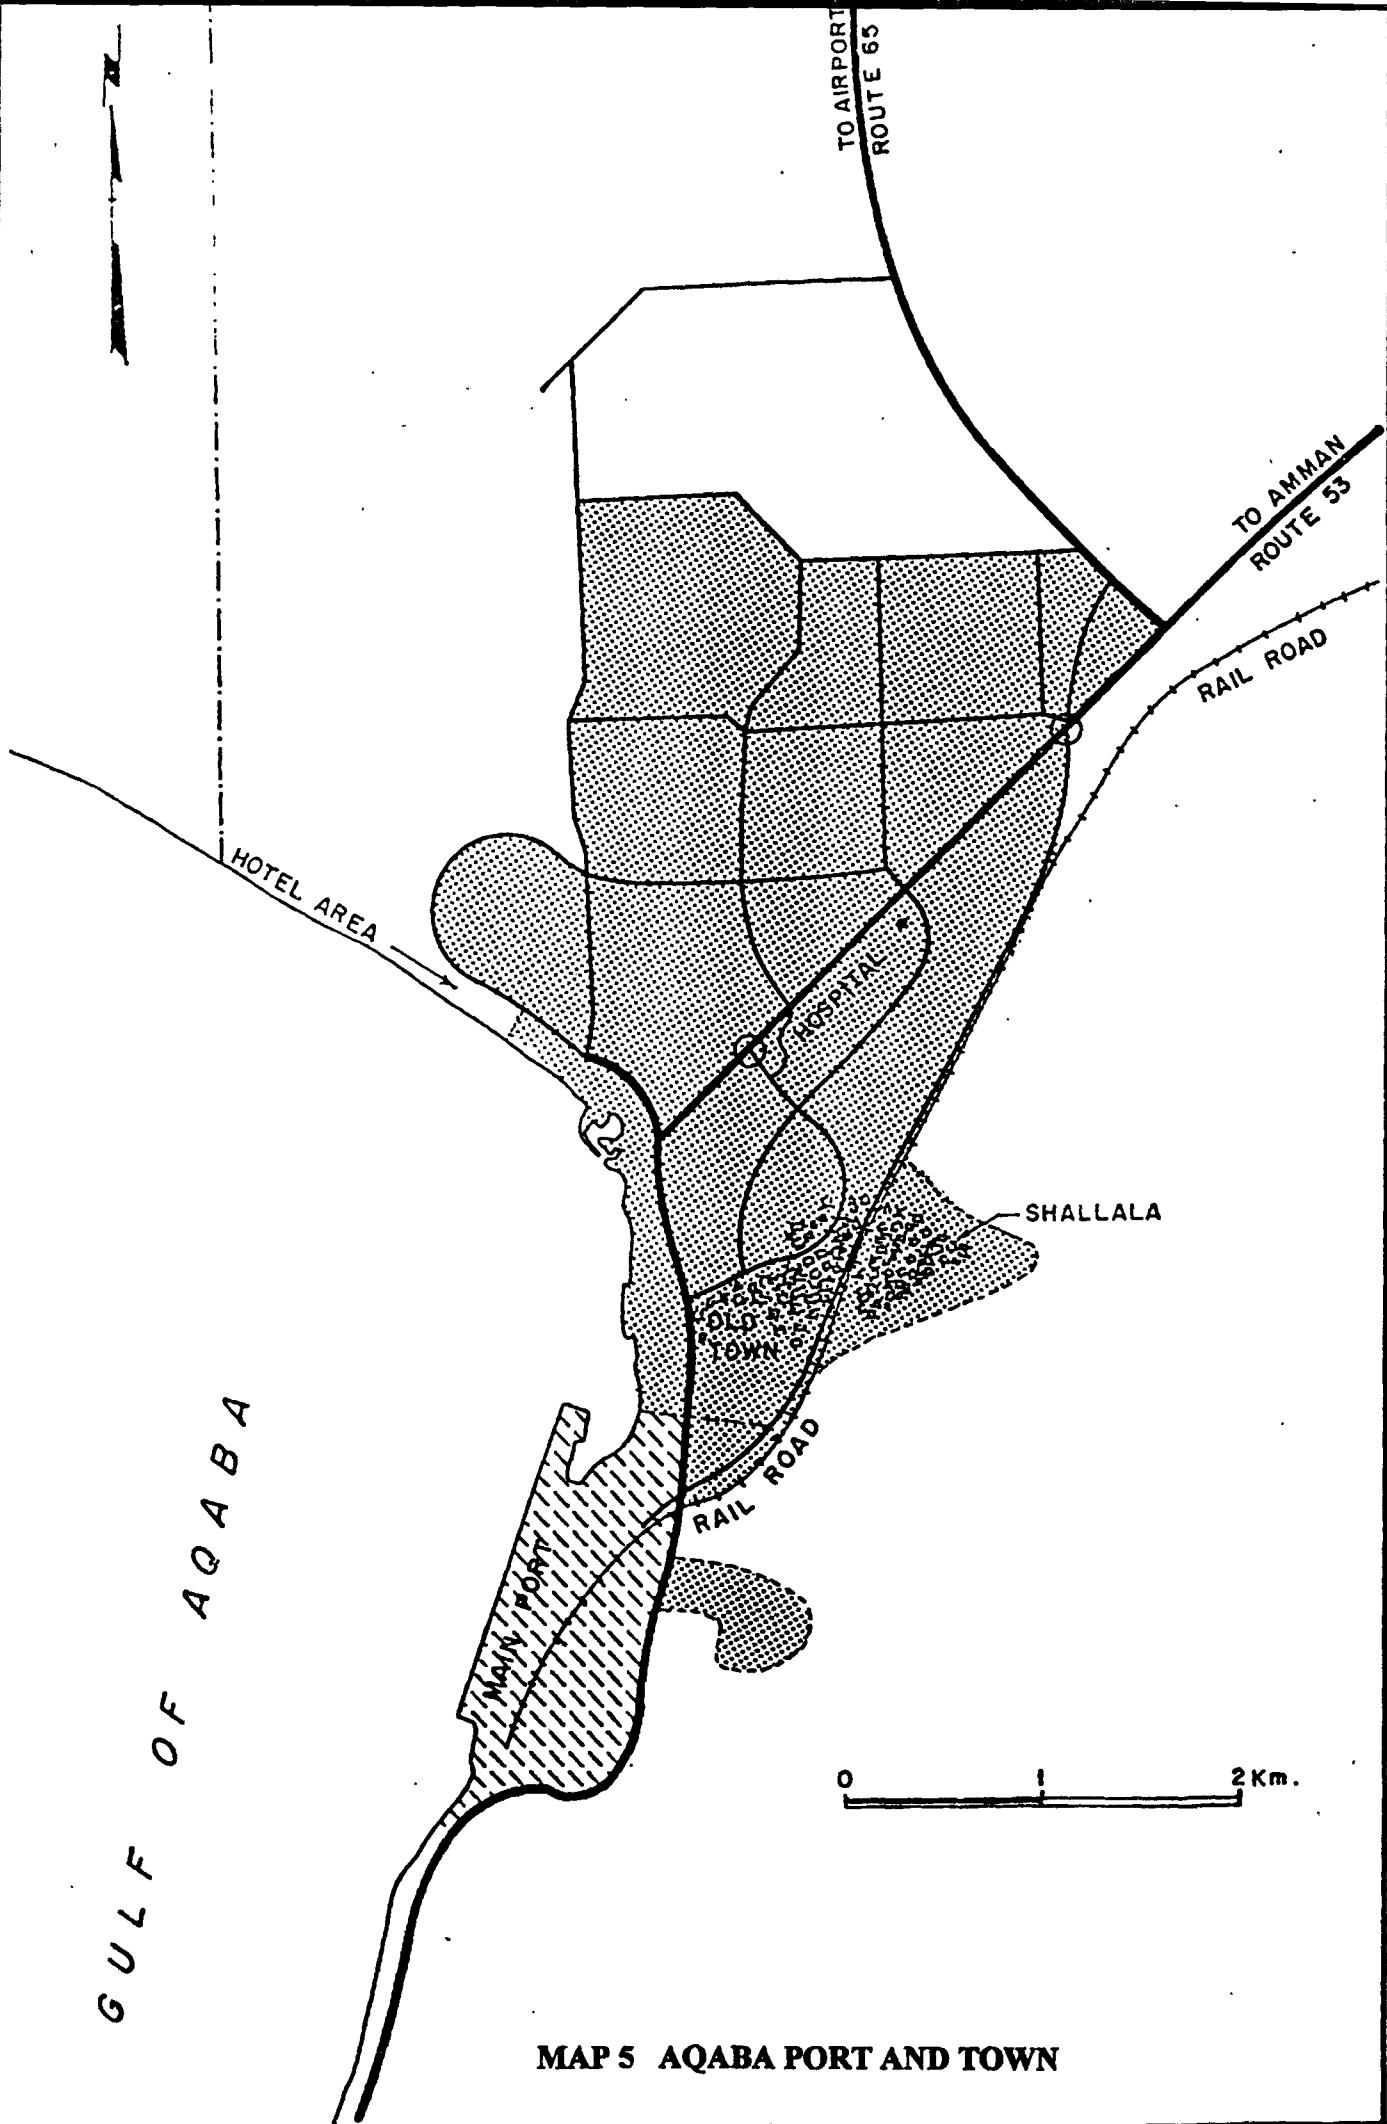 N
TO AIRPORT
ROUTE 65
TO AMMAN
ROUTE 53
RAIL ROAD
HOTEL AREA
HOSPITAL
SHALLALA
OLD
TOWN
RAIL ROAD
MAIN PORT
GULF OF AQABA
0 1 2 Km.
MAP 5 AQABA PORT AND TOWN